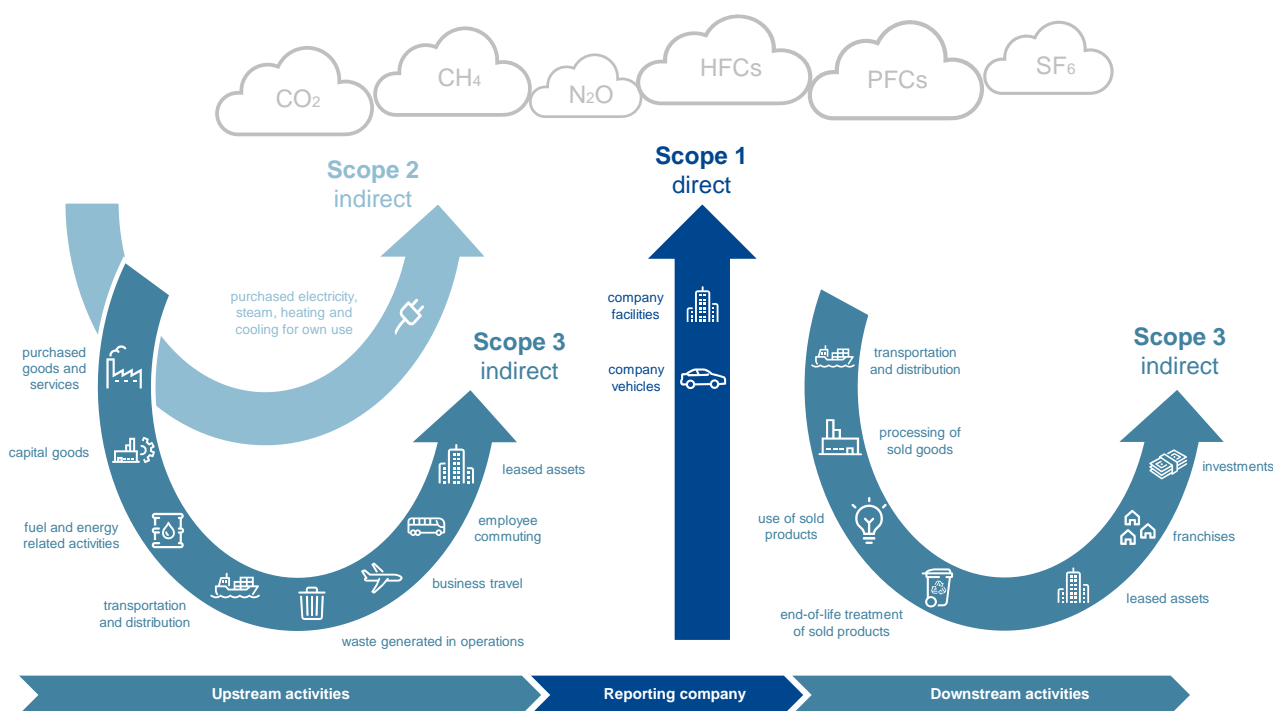 CO2
CH4
N2O
HFCs
PFCs
SF6
Scope 2
indirect
purchased electricity,
steam, heating and
cooling for own use
Scope 3
indirect
purchased
goods and
services
capital goods
fuel and energy
related activities
transportation
and distribution
waste generated in operations
business travel
employee
commuting
leased assets
Scope 1
direct
company
facilities
company
vehicles
Scope 3
indirect
transportation
and distribution
processing of
sold goods
use of sold
products
end-of-life treatment
of sold products
leased assets
franchises
investments
Upstream activities
Reporting company
Downstream activities